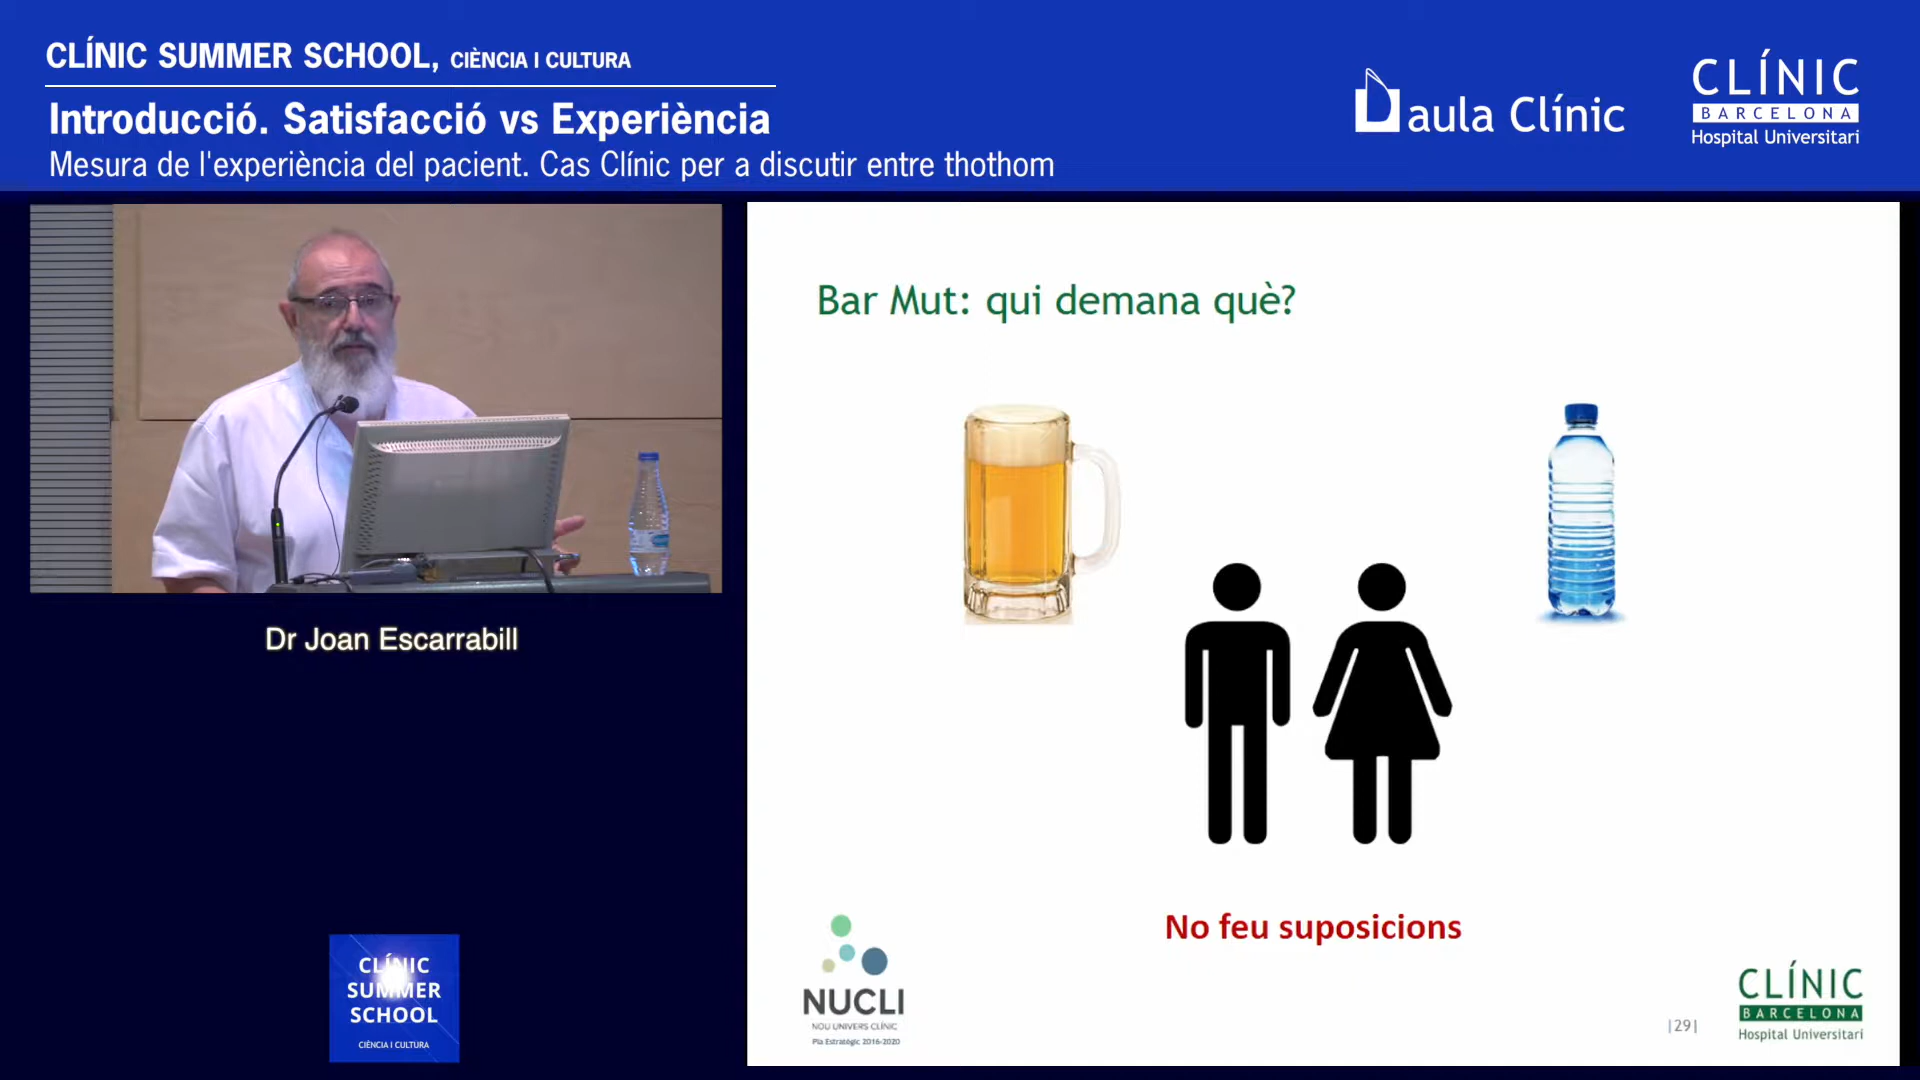 CLÍNIC SUMMER SCHOOL, CIÈNCIA I CULTURA
Introducció. Satisfacció vs Experiència
Mesura de l'experiència del pacient. Cas Clínic per a discutir entre thothom
aula Clínic
CLÍNIC
BARCELONA
Hospital Universitari
Dr Joan Escarrabill
CLÍNIC
SUMMER
SCHOOL
CIÈNCIA I CULTURA
Bar Mut: qui demana què?
No feu suposicions
NUCLI
NOU UNIVERS CLÍNIC
Pla Estratègic 2016-2020
|29|
CLÍNIC
BARCELONA
Hospital Universitari